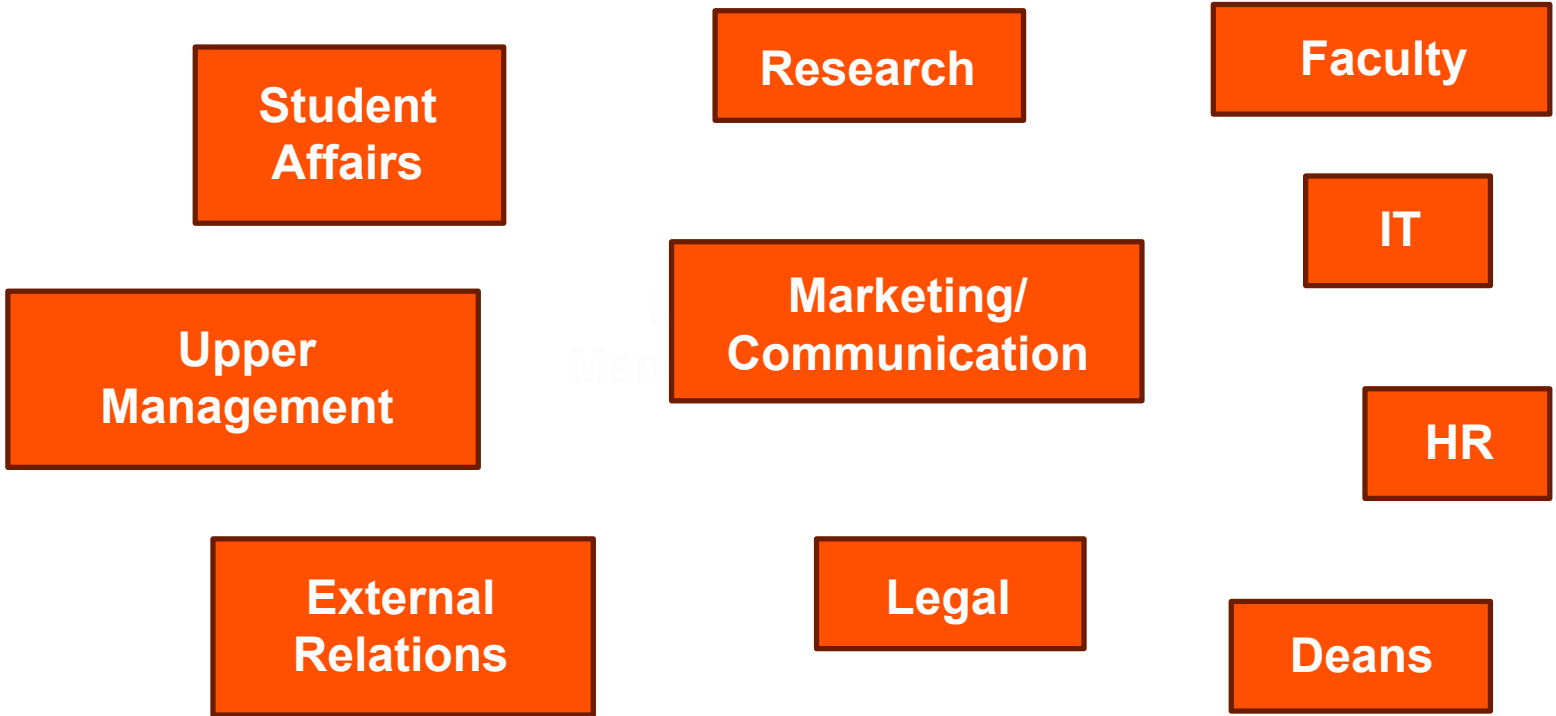 Research
Faculty
Student
Affairs
IT
Marketing/
Communication
Upper
Management
HR
External
Relations
Legal
Deans